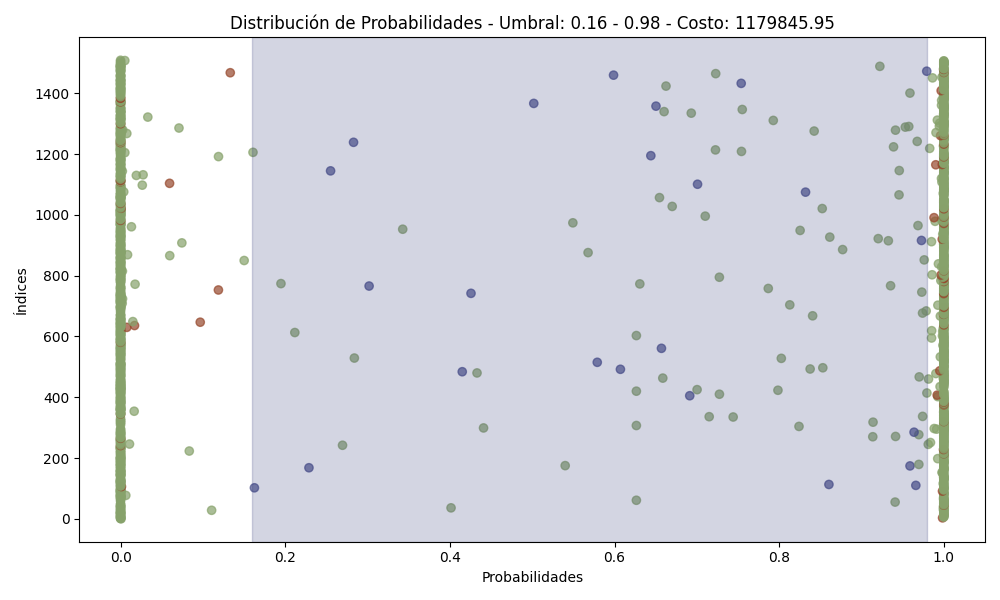 Distribución de Probabilidades - Umbral: 0.16 - 0.98 - Costo: 1179845.95
Índices
1400
1200
1000
800
600
400
200
0
0.0 0.2 0.4 0.6 0.8 1.0
Probabilidades